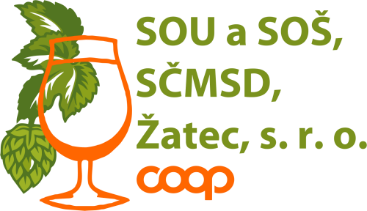 SOU a SOŠ,
SČMSD,
Žatec, s. r. o.
coop